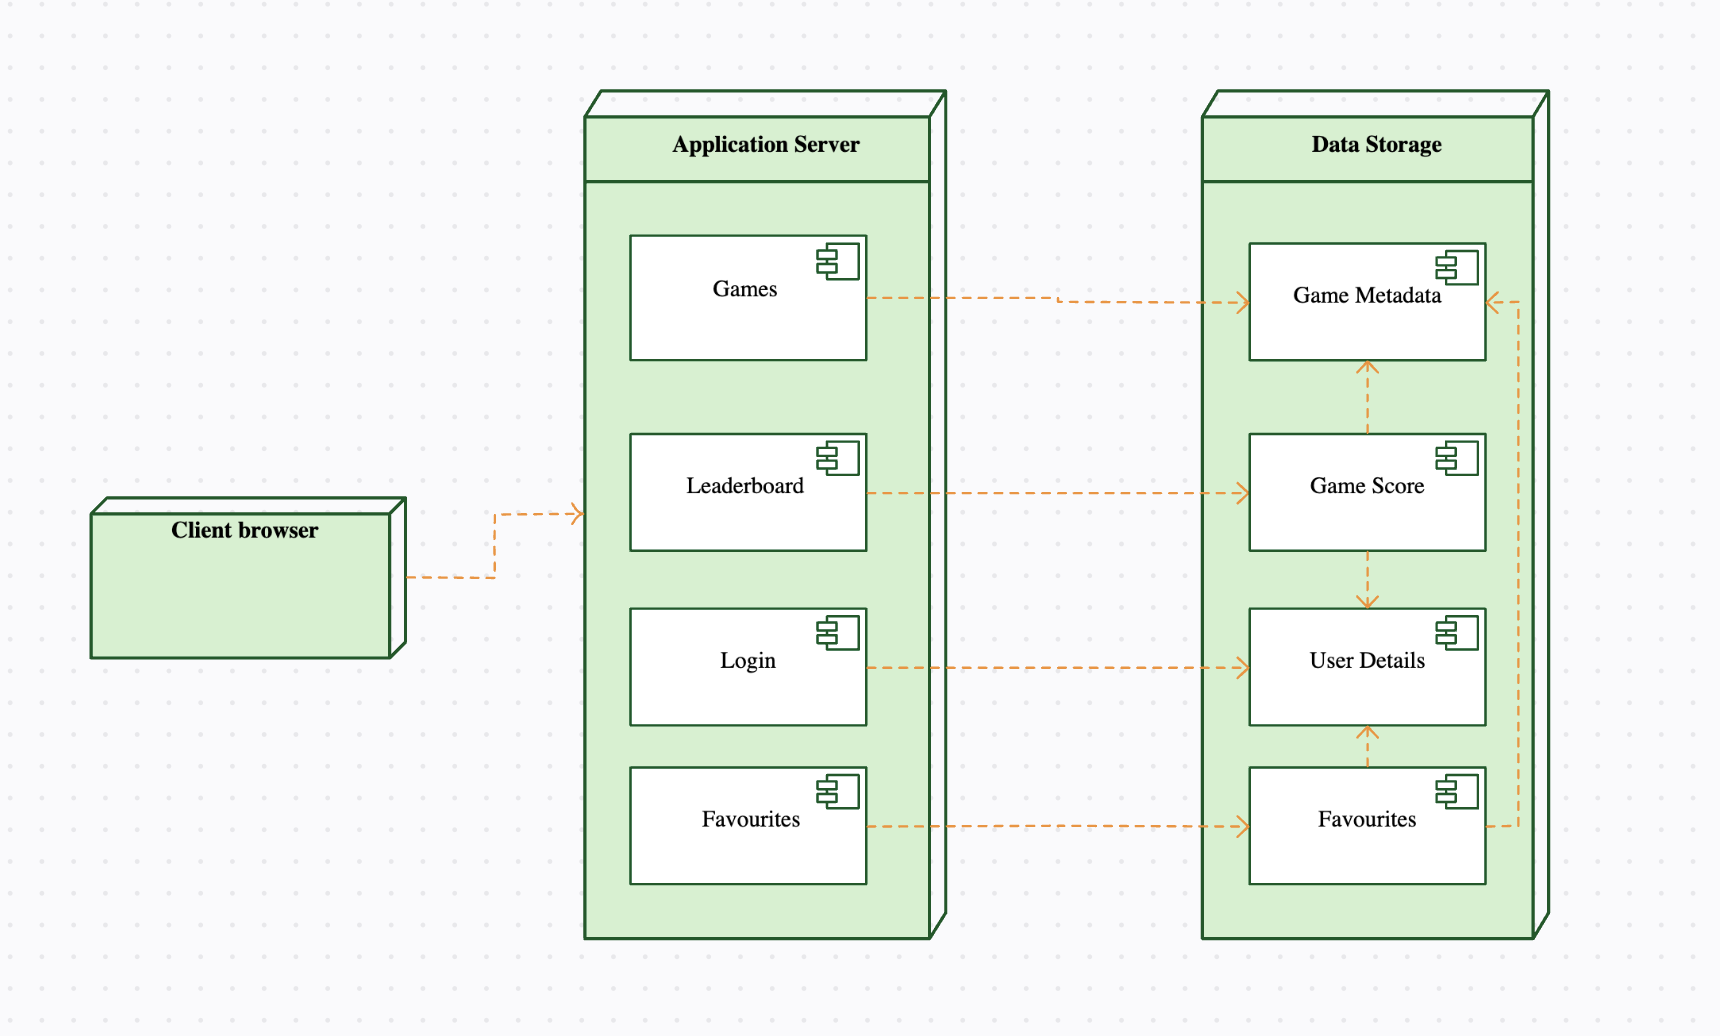 Application Server
Data Storage
Games
Game Metadata
Leaderboard
Game Score
Client browser
Login
User Details
Favourites
Favourites